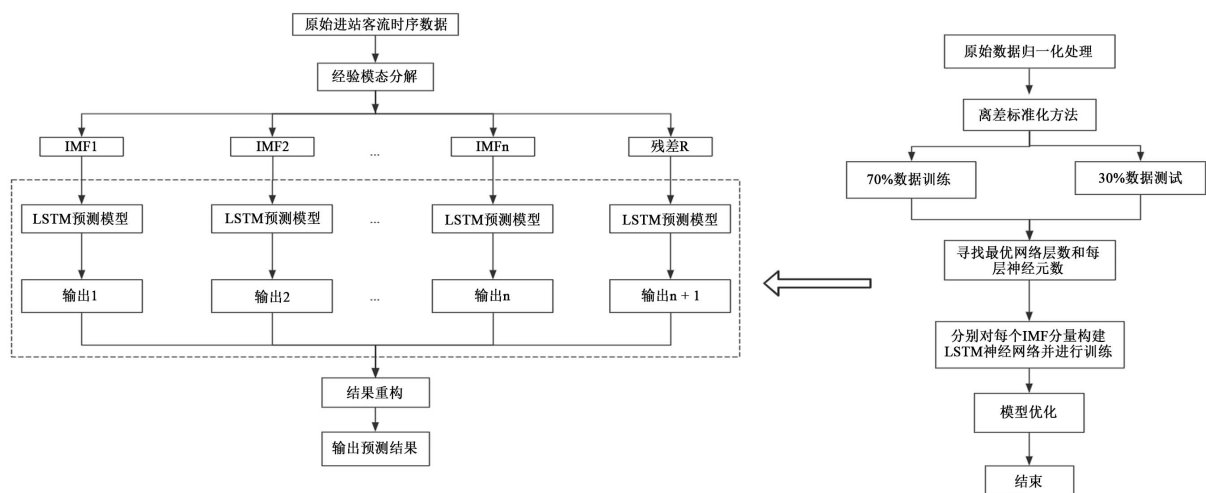 原始进站客流时序数据
经验模态分解
IMF1
IMF2
...
IMFn
残差R
LSTM预测模型
LSTM预测模型
...
LSTM预测模型
LSTM预测模型
输出1
输出2
...
输出n
输出n + 1
结果重构
输出预测结果
原始数据归一化处理
离差标准化方法
70%数据训练
30%数据测试
寻找最优网络层数和每
层神经元数
分别对每个IMF分量构建
LSTM神经网络并进行训练
模型优化
结束